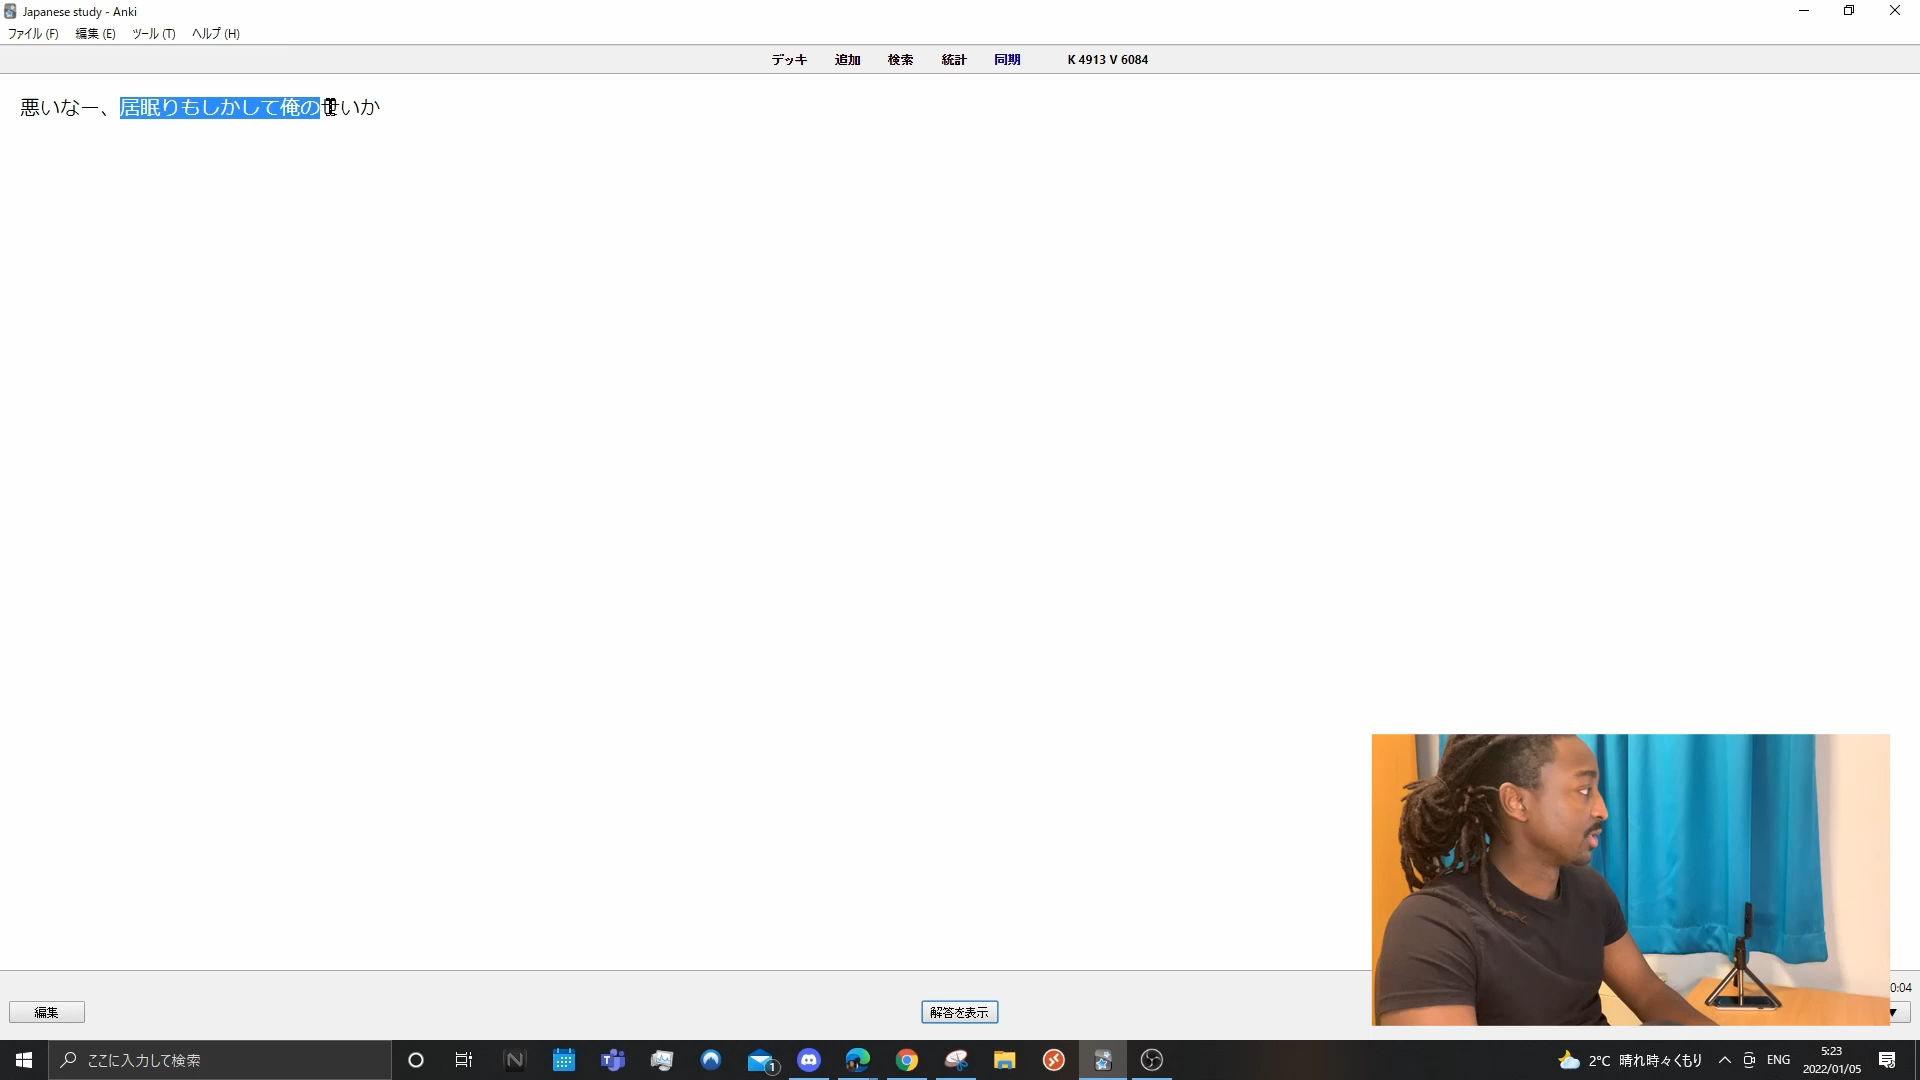 Japanese study - Anki
ファイル (F) 編集 (E) ツール (T) ヘルプ (H)
デッキ 追加 検索 統計 同期 K 4913 V 6084
悪いなー、居眠りもしかして俺のせいか
0:04
編集 解答を表示
ここに入力して検索
1
2°C 晴れ時々くもり
ENG
5:23
2022/01/05